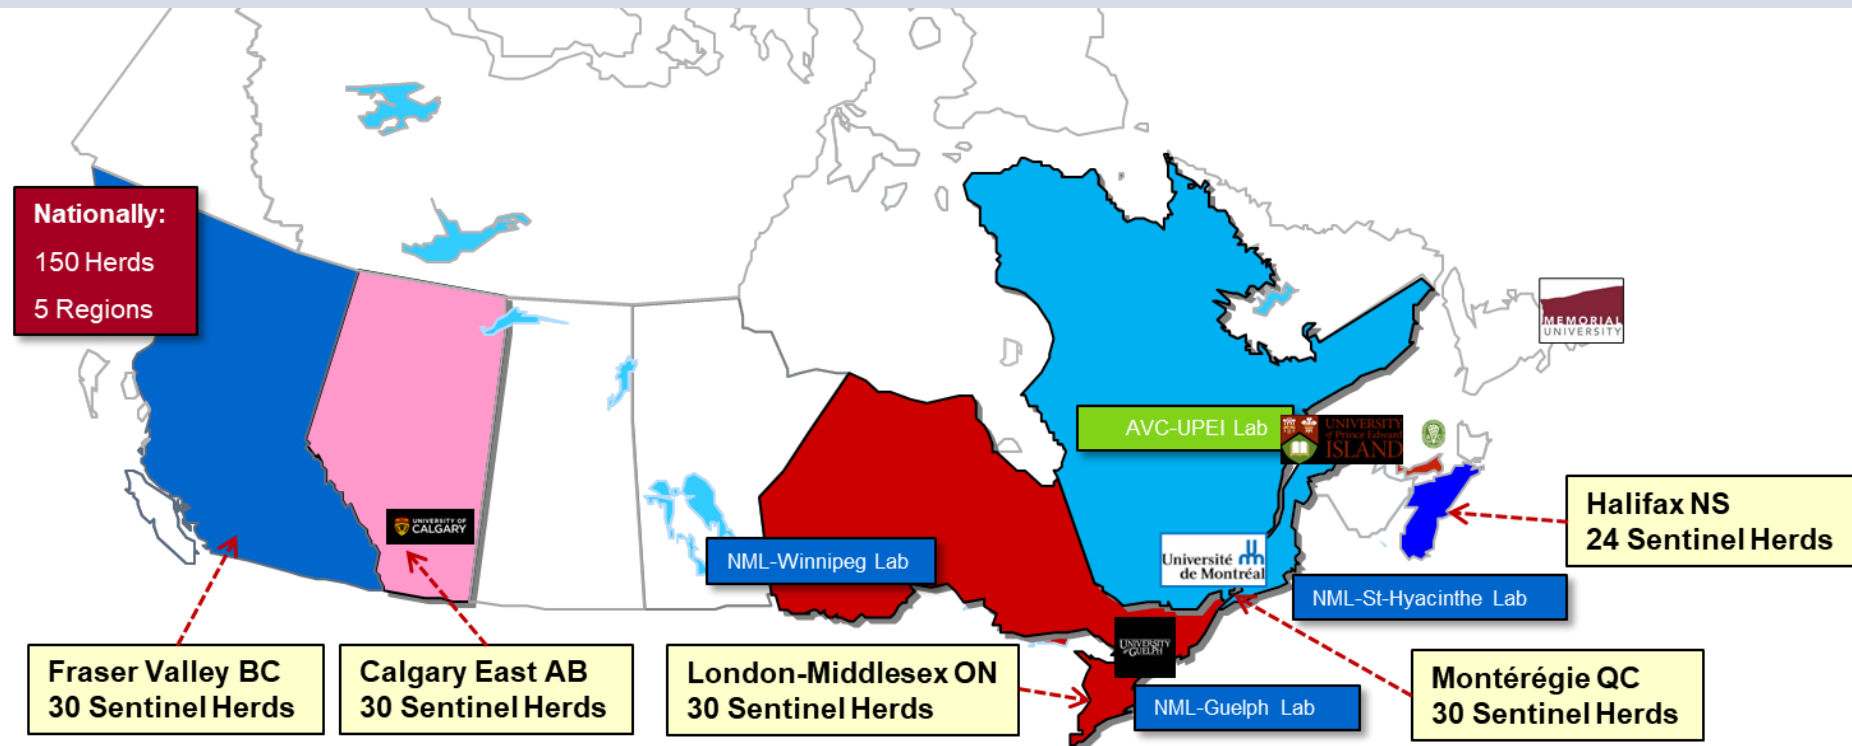 Nationally:
150 Herds
5 Regions
MEMORIAL
UNIVERSITY
AVC-UPEI Lab
UNIVERSITY
of Prince Edward
ISLAND
UNIVERSITY OF
CALGARY
Halifax NS
24 Sentinel Herds
NML-Winnipeg Lab
Université
de Montréal
NML-St-Hyacinthe Lab
Fraser Valley BC
30 Sentinel Herds
Calgary East AB
30 Sentinel Herds
London-Middlesex ON
30 Sentinel Herds
UNIVERSITY
of GUELPH
NML-Guelph Lab
Montérégie QC
30 Sentinel Herds